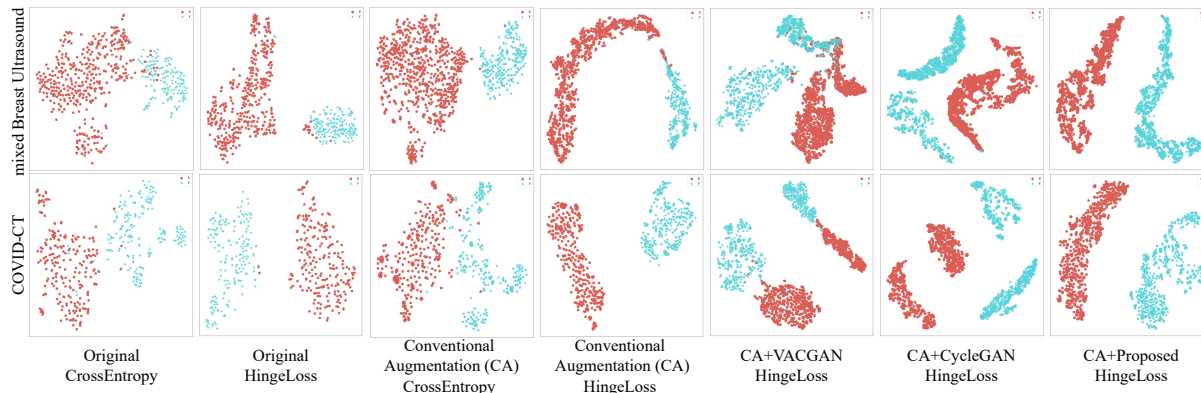 mixed Breast Ultrasound
COVID-CT
Original
CrossEntropy
Original
HingeLoss
Conventional
Augmentation (CA)
CrossEntropy
Conventional
Augmentation (CA)
HingeLoss
CA+VACGAN
HingeLoss
CA+CycleGAN
HingeLoss
CA+Proposed
HingeLoss